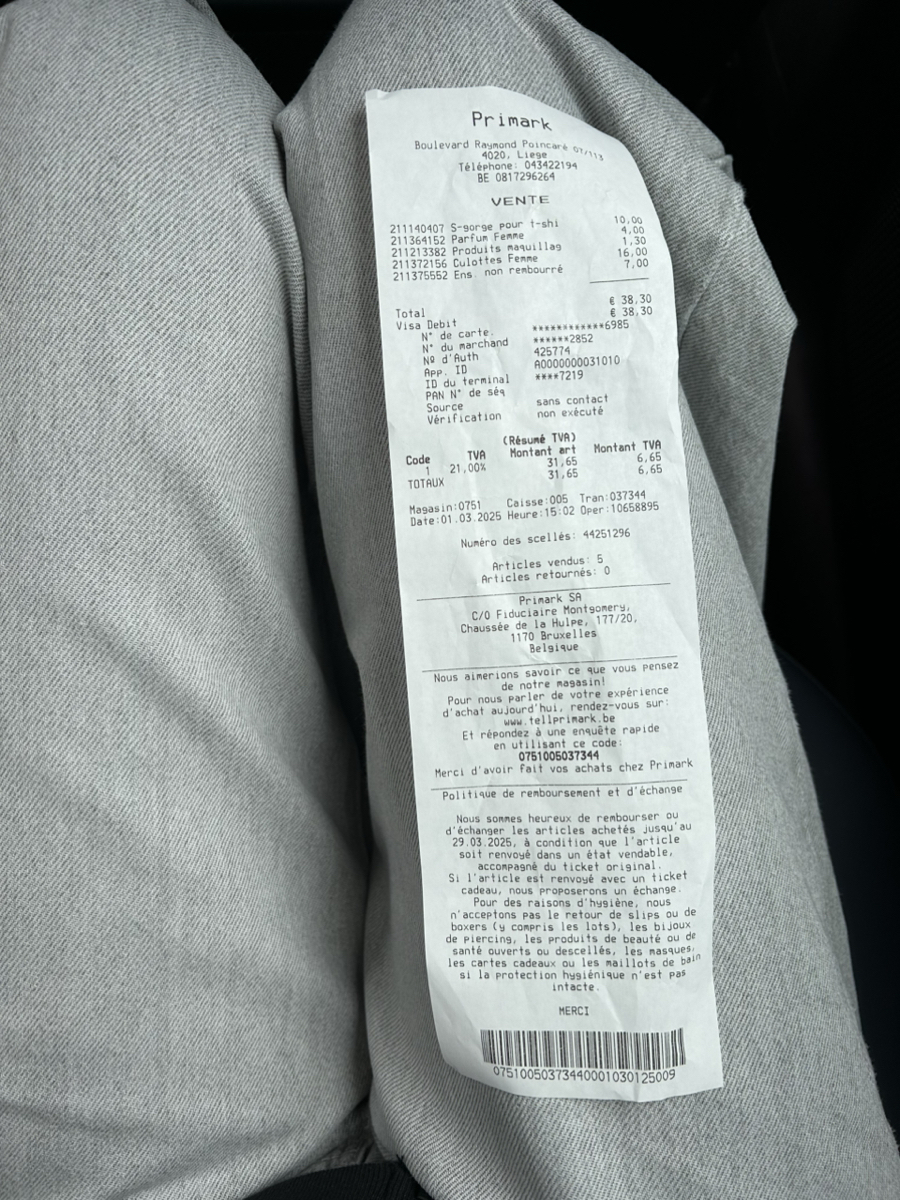 Primark
Boulevard Raymond Poincaré 07/113
4020, Liege
Téléphone: 043422194
BE 0817296264
VENTE
211140407 S-gorge pour t-shi 10,00
211364152 Parfum Femme 4,00
211213382 Produits maquillag 1,30
211372156 Culottes Femme 16,00
211375552 Ens. non rembourré 7,00
Total € 38,30
Visa Debit € 38,30
N° de carte. ************6985
N° du marchand ******2852
Nº d'Auth 425774
App. ID A0000000031010
ID du terminal ****7219
PAN N° de séq
Source sans contact
Vérification non exécuté
(Résumé TVA)
Code TVA Montant art Montant TVA
1 21,00% 31,65 6,65
TOTAUX 31,65 6,65
Magasin:0751 Caisse:005 Tran:037344
Date:01.03.2025 Heure:15:02 Oper:10658895
Numéro des scellés: 44251296
Articles vendus: 5
Articles retournés: 0
Primark SA
C/O Fiduciaire Montgomery,
Chaussée de la Hulpe, 177/20,
1170 Bruxelles
Belgique
Nous aimerions savoir ce que vous pensez
de notre magasin!
Pour nous parler de votre expérience
d'achat aujourd'hui, rendez-vous sur:
www.tellprimark.be
Et répondez à une enquête rapide
en utilisant ce code:
0751005037344
Merci d'avoir fait vos achats chez Primark
Politique de remboursement et d'échange
Nous sommes heureux de rembourser ou
d'échanger les articles achetés jusqu'au
29.03.2025, à condition que l'article
soit renvoyé dans un état vendable,
accompagné du ticket original.
Si l'article est renvoyé avec un ticket
cadeau, nous proposerons un échange.
Pour des raisons d'hygiène, nous
n'acceptons pas le retour de slips ou de
boxers (y compris les lots), les bijoux
de piercing, les produits de beauté ou de
santé ouverts ou descellés, les masques,
les cartes cadeaux ou les maillots de bain
si la protection hygiénique n'est pas
intacte.
MERCI
07510050373440001030125009